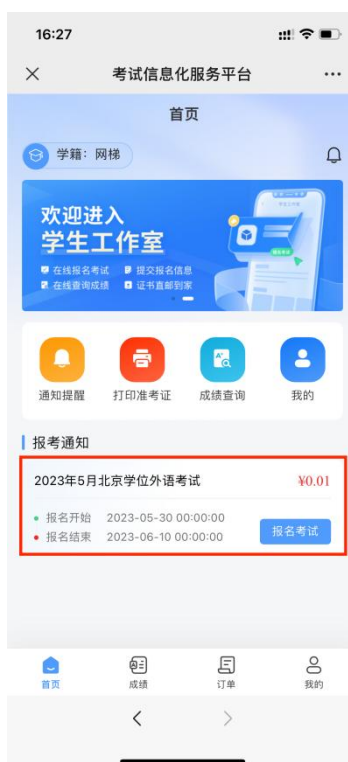 16:27
考试信息化服务平台
首页
学籍：网梯
欢迎进入
学生工作室
在线报名考试 提交报名信息
在线查询成绩 证书直邮到家
通知提醒 打印准考证 成绩查询 我的
报考通知
2023年5月北京学位外语考试 ¥0.01
报名开始 2023-05-30 00:00:00
报名结束 2023-06-10 00:00:00
报名考试
首页 成绩 订单 我的